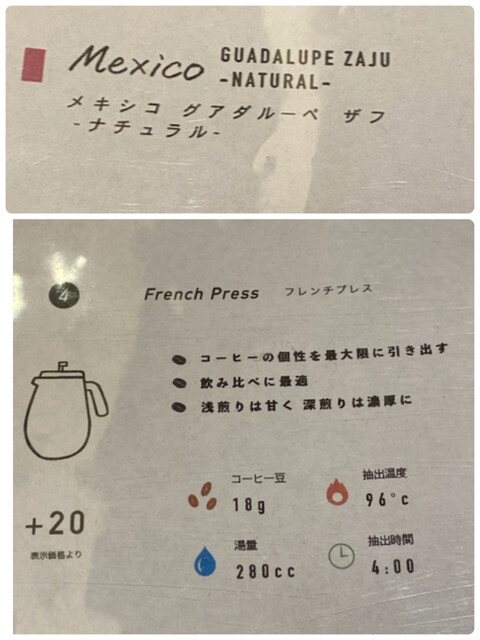 Mexico GUADALUPE ZAJU
-NATURAL-
メキシコ グアダルーペ ザフ
-ナチュラル-
4 French Press フレンチプレス
コーヒーの個性を最大限に引き出す
飲み比べに最適
浅煎りは甘く 深煎りは濃厚に
コーヒー豆
18g
抽出温度
96°c
+20
表示価格より
湯量
280cc
抽出時間
4:00